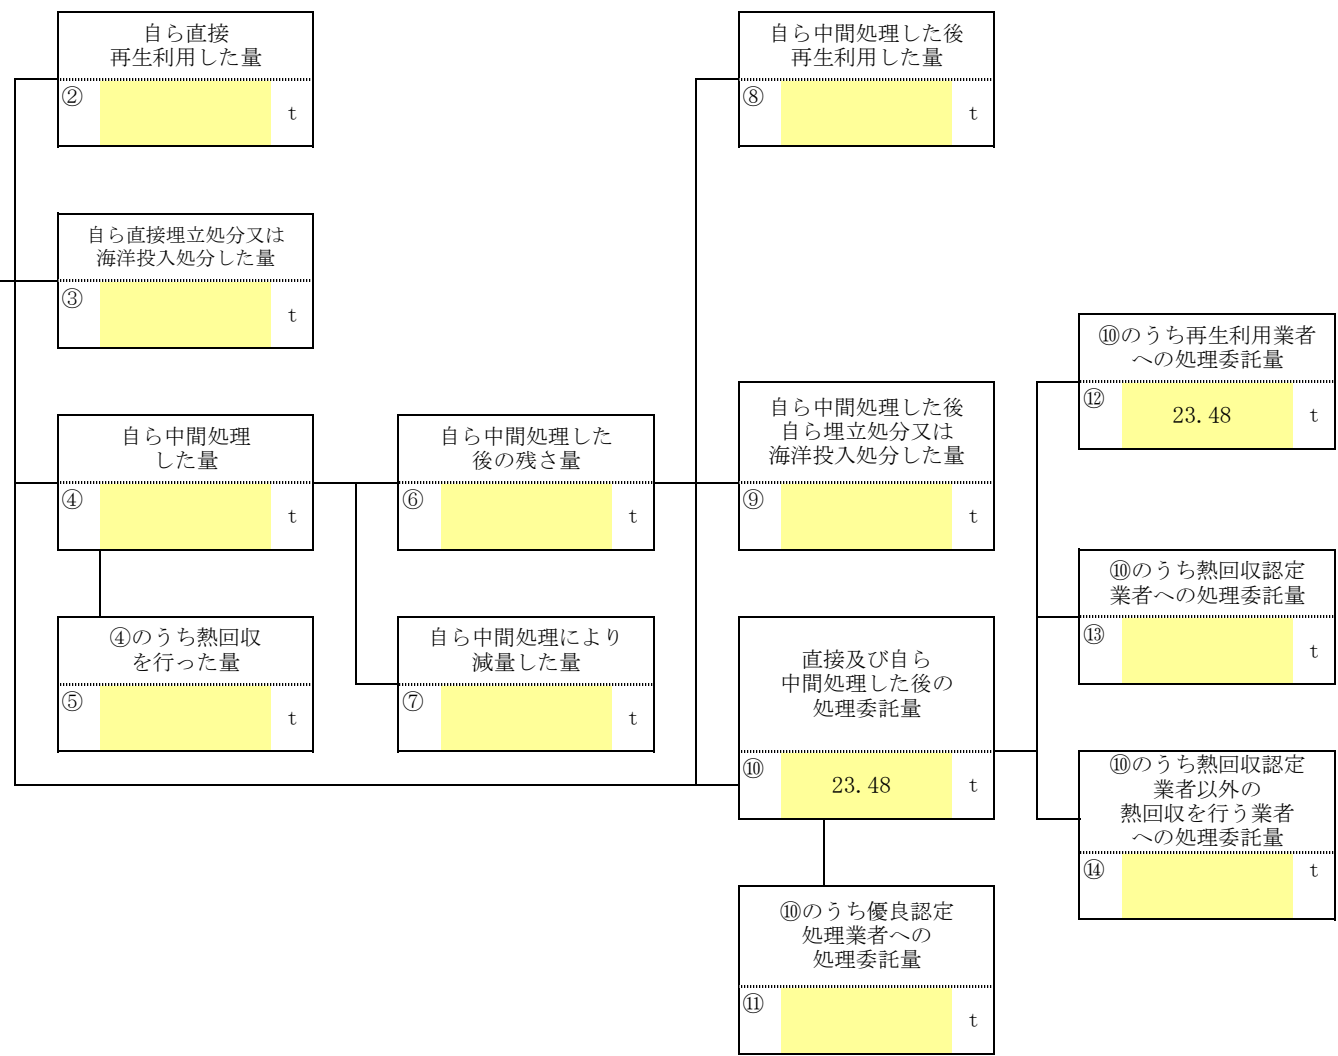 自ら直接
再生利用した量
②
t
自ら中間処理した後
再生利用した量
⑧
t
自ら直接埋立処分又は
海洋投入処分した量
③
t
⑩のうち再生利用業者
への処理委託量
⑫
23.48
t
自ら中間処理
した量
④
t
自ら中間処理した
後の残さ量
⑥
t
自ら中間処理した後
自ら埋立処分又は
海洋投入処分した量
⑨
t
⑩のうち熱回収認定
業者への処理委託量
⑬
t
④のうち熱回収
を行った量
⑤
t
自ら中間処理により
減量した量
⑦
t
直接及び自ら
中間処理した後の
処理委託量
⑩
23.48
t
⑩のうち熱回収認定
業者以外の
熱回収を行う業者
への処理委託量
⑭
t
⑩のうち優良認定
処理業者への
処理委託量
⑪
t